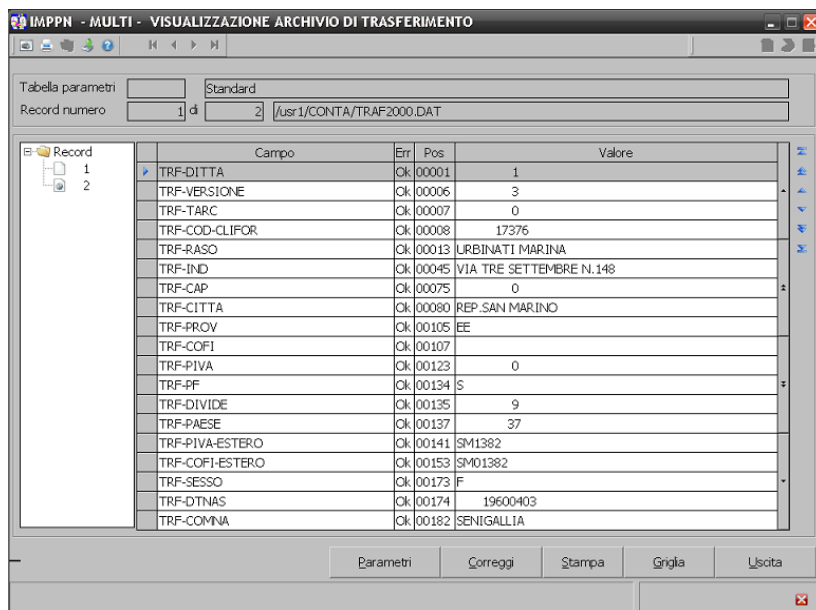 IMPPN - MULTI - VISUALIZZAZIONE ARCHIVIO DI TRASFERIMENTO
Tabella parametri Standard
Record numero 1 di 2 /usr1/CONTA/TRAF2000.DAT
Record
1
2
Campo Err Pos Valore
TRF-DITTA Ok 00001 1
TRF-VERSIONE Ok 00006 3
TRF-TARC Ok 00007 0
TRF-COD-CLIFOR Ok 00008 17376
TRF-RASO Ok 00013 URBINATI MARINA
TRF-IND Ok 00045 VIA TRE SETTEMBRE N.148
TRF-CAP Ok 00075 0
TRF-CITTA Ok 00080 REP.SAN MARINO
TRF-PROV Ok 00105 EE
TRF-COFI Ok 00107
TRF-PIVA Ok 00123 0
TRF-PF Ok 00134 S
TRF-DIVIDE Ok 00135 9
TRF-PAESE Ok 00137 37
TRF-PIVA-ESTERO Ok 00141 SM1382
TRF-COFI-ESTERO Ok 00153 SM01382
TRF-SESSO Ok 00173 F
TRF-DTNAS Ok 00174 19600403
TRF-COMNA Ok 00182 SENIGALLIA
Parametri Correggi Stampa Griglia Uscita